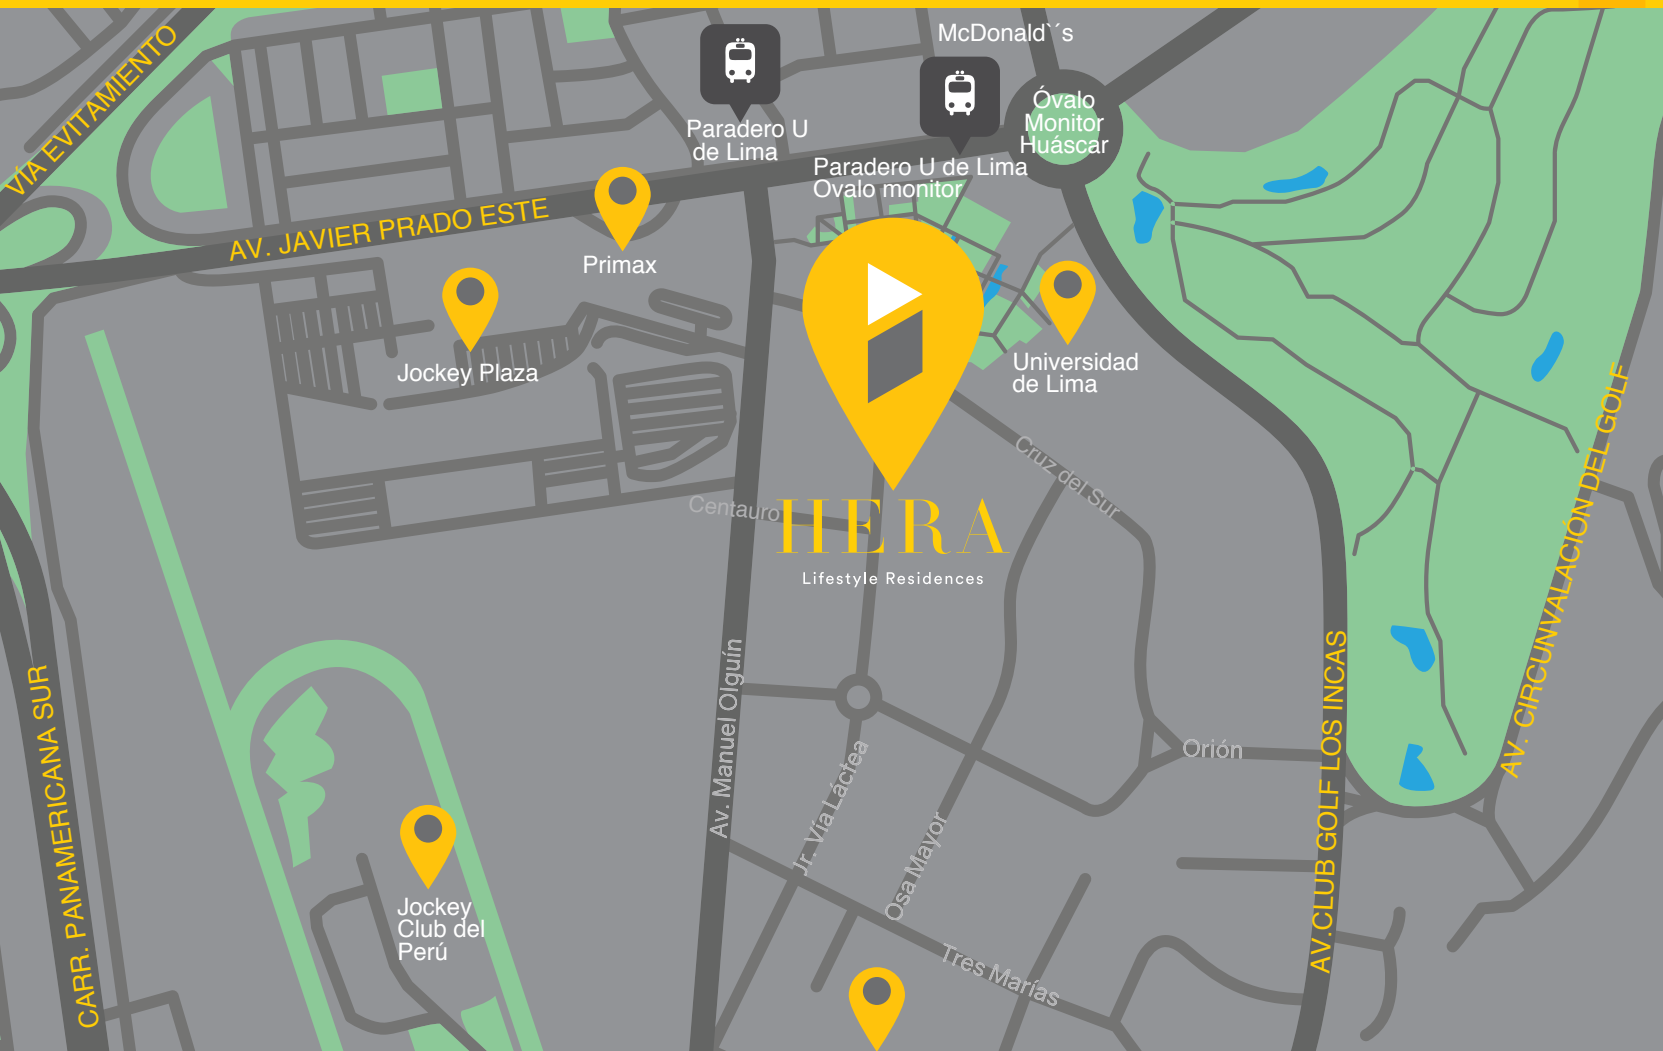 VÍA EVITAMIENTO
McDonald`´s
Óvalo
Monitor
Huáscar
Paradero U
de Lima
Paradero U de Lima
Ovalo monitor
AV. JAVIER PRADO ESTE
Primax
Jockey Plaza
Universidad
de Lima
Cruz del Sur
Centauro
HERA
Lifestyle Residences
AV. CIRCUNVALACIÓN DEL GOLF
Av. Manuel Olguín
CARR. PANAMERICANA SUR
AV.CLUB GOLF LOS INCAS
Orión
Jr. Vía Láctea
Osa Mayor
Jockey
Club del
Perú
Tres Marías